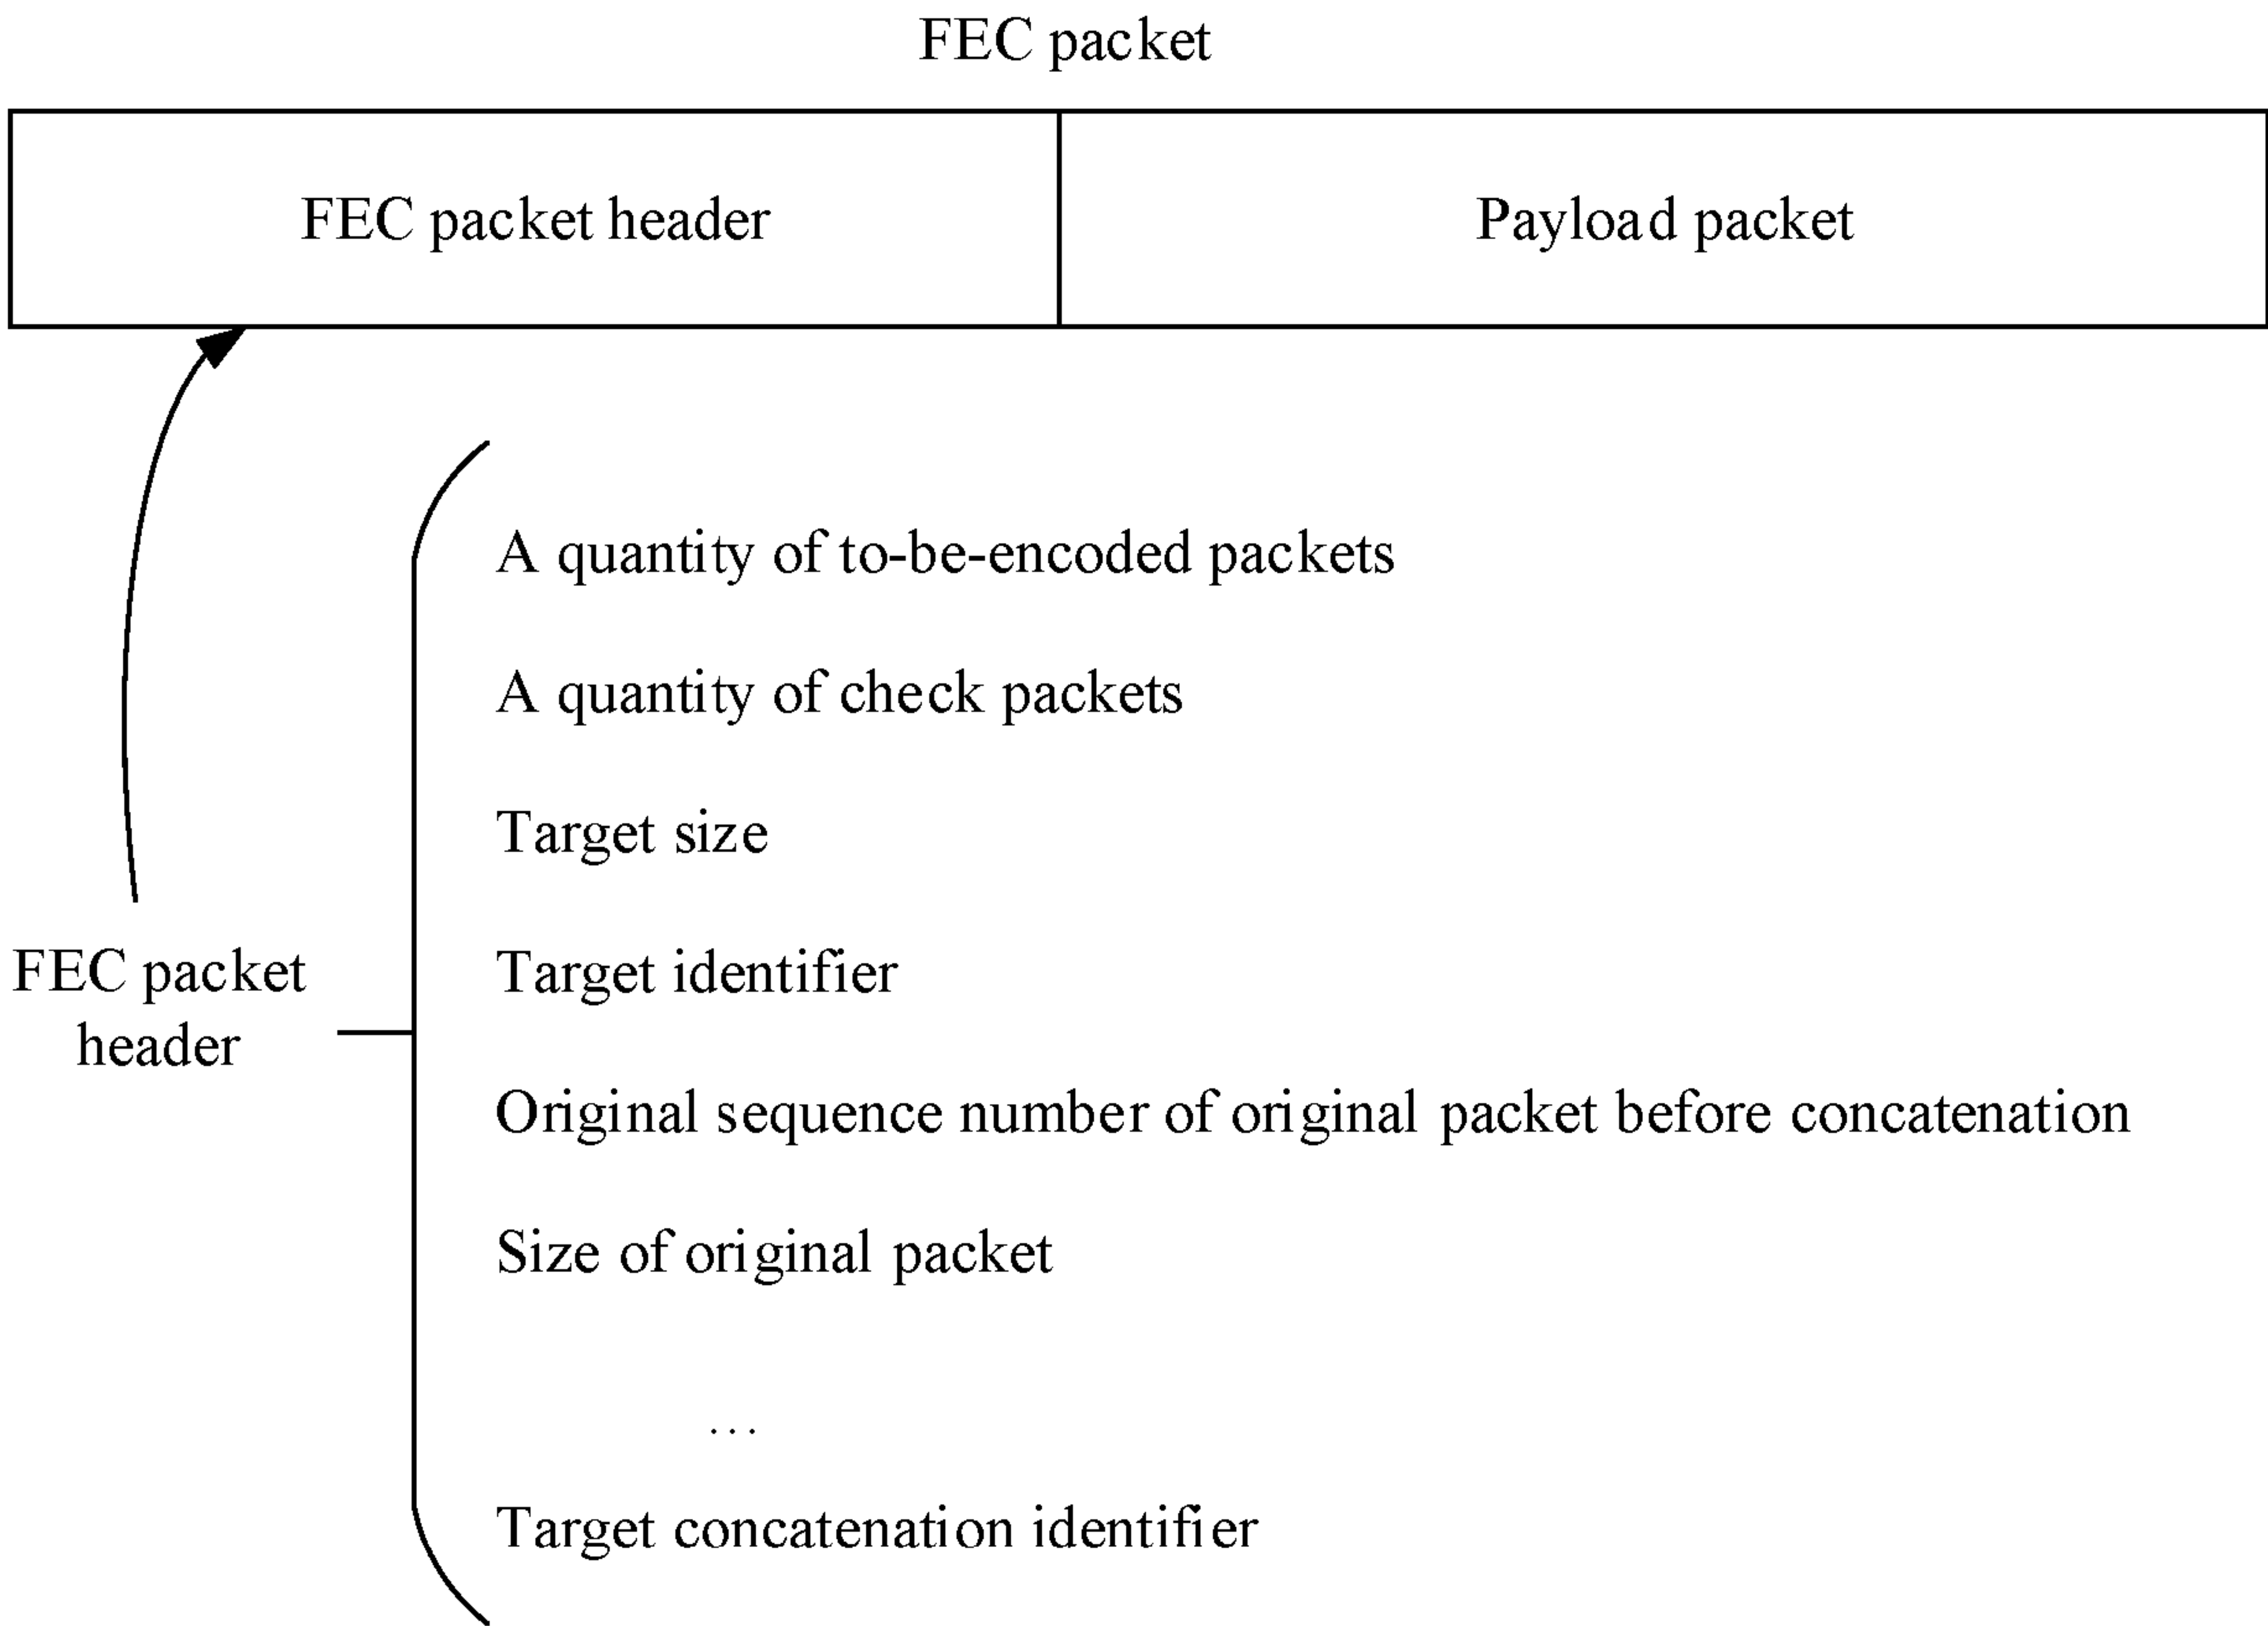 FEC packet
FEC packet header
Payload packet
A quantity of to-be-encoded packets
A quantity of check packets
Target size
Target identifier
FEC packet
header
Original sequence number of original packet before concatenation
Size of original packet
...
Target concatenation identifier